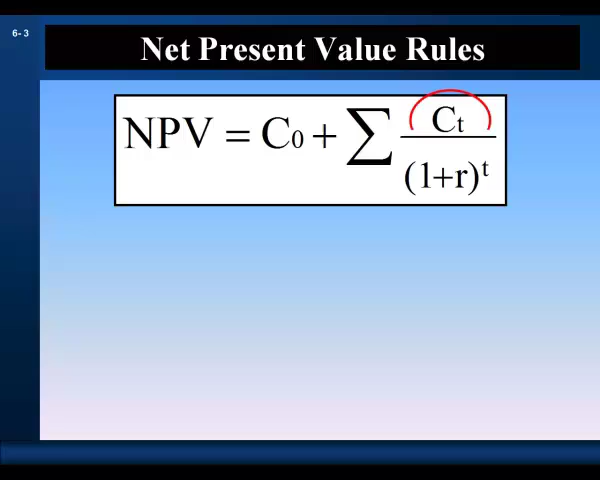 6- 3
Net Present Value Rules
NPV = C₀ + ∑ Cₜ
(1+r)ᵗ